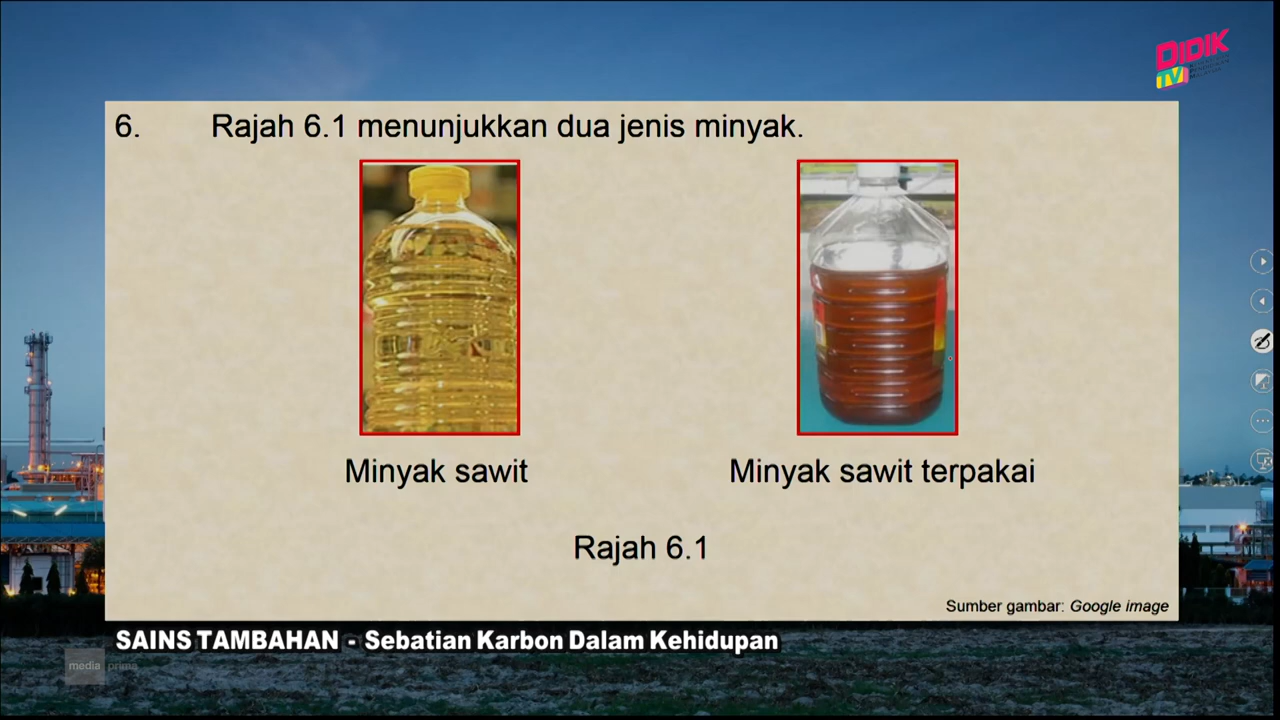 DIDIK
TV
6. Rajah 6.1 menunjukkan dua jenis minyak.
Minyak sawit
Minyak sawit terpakai
Rajah 6.1
Sumber gambar: Google image
SAINS TAMBAHAN - Sebatian Karbon Dalam Kehidupan
media prima